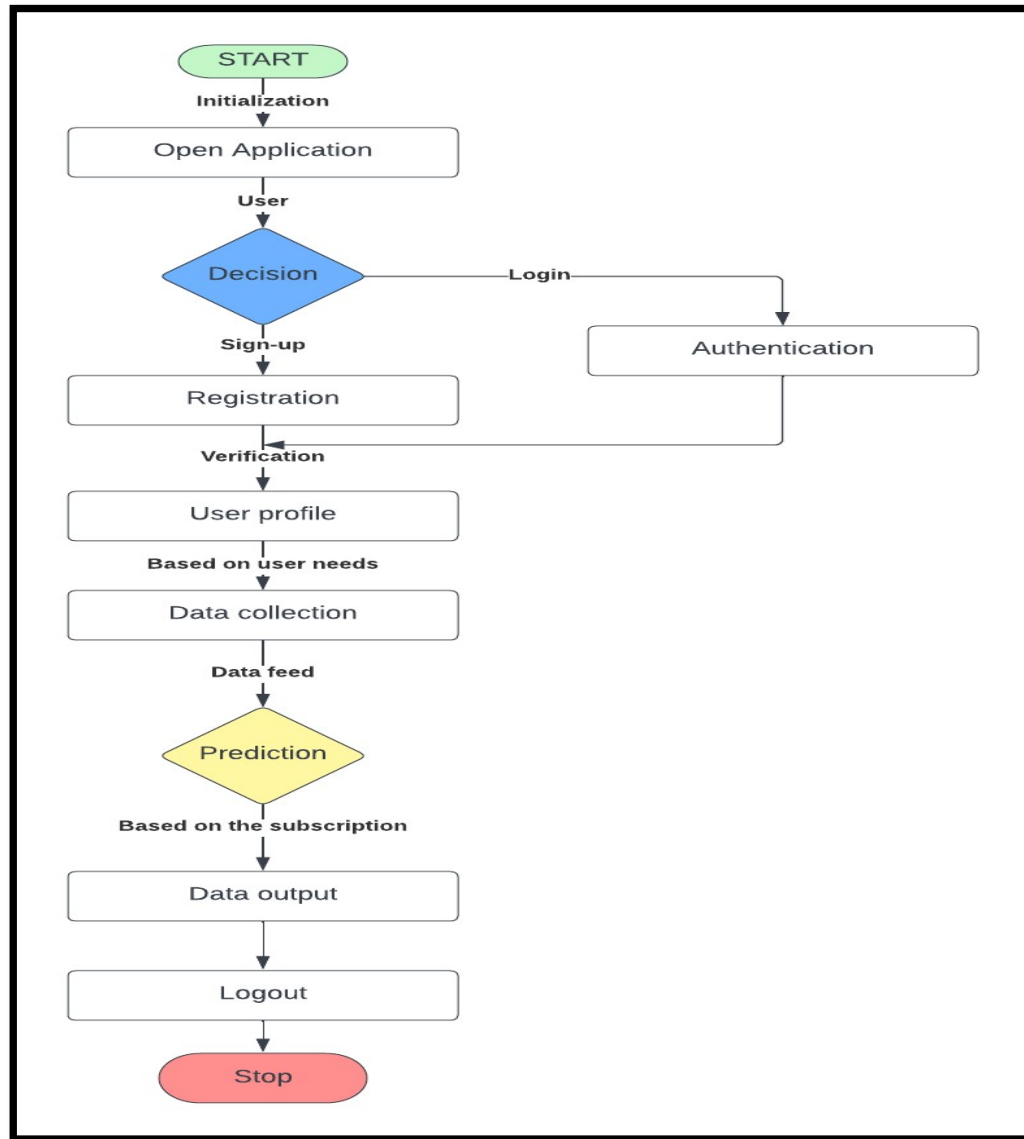 START
Initialization
Open Application
User
Decision
Login
Sign-up
Authentication
Registration
Verification
User profile
Based on user needs
Data collection
Data feed
Prediction
Based on the subscription
Data output
Logout
Stop